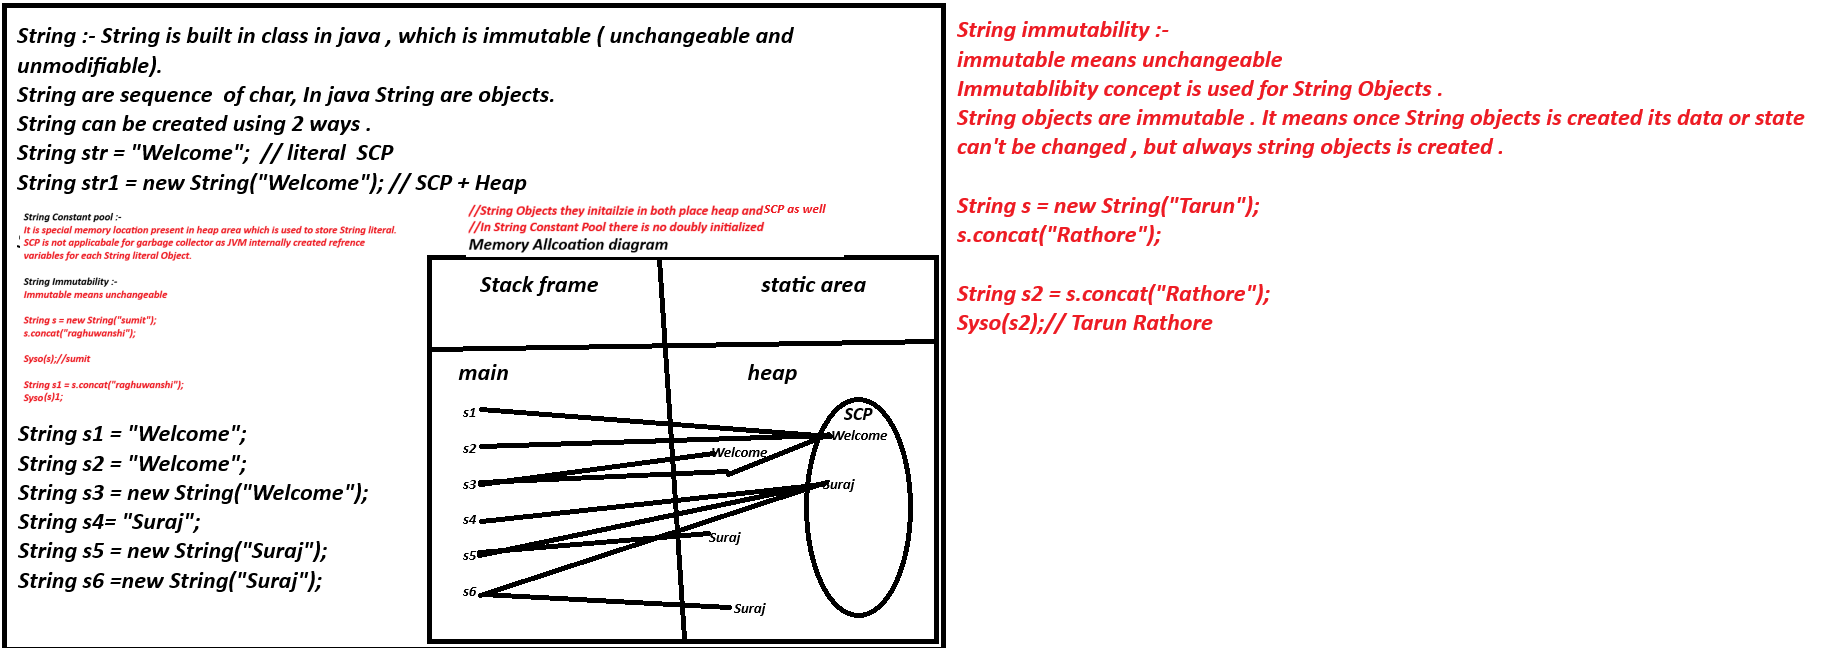 String :- String is built in class in java , which is immutable ( unchangeable and
unmodifiable).
String are sequence  of char, In java String are objects.
String can be created using 2 ways .
String str = "Welcome";  // literal  SCP
String str1 = new String("Welcome"); // SCP + Heap
String Constant pool :-
It is special memory location present in heap area which is used to store String literal.
SCP is not applicabale for garbage collector as JVM internally created refrence
variables for each String literal Object.
String Immutability :-
Immutable means unchangeable
String s = new String("sumit");
s.concat("raghuwanshi");
Syso(s);//sumit
String s1 = s.concat("raghuwanshi");
Syso(s)1;
String s1 = "Welcome";
String s2 = "Welcome";
String s3 = new String("Welcome");
String s4= "Suraj";
String s5 = new String("Suraj");
String s6 =new String("Suraj");
//String Objects they initailzie in both place heap and SCP as well
//In String Constant Pool there is no doubly initialized
Memory Allcoation diagram
Stack frame
static area
main
heap
s1
SCP
Welcome
s2
Welcome
s3
Suraj
s4
Suraj
s5
s6
Suraj
String immutability :-
immutable means unchangeable
Immutablibity concept is used for String Objects .
String objects are immutable . It means once String objects is created its data or state
can't be changed , but always string objects is created .
String s = new String("Tarun");
s.concat("Rathore");
String s2 = s.concat("Rathore");
Syso(s2);// Tarun Rathore